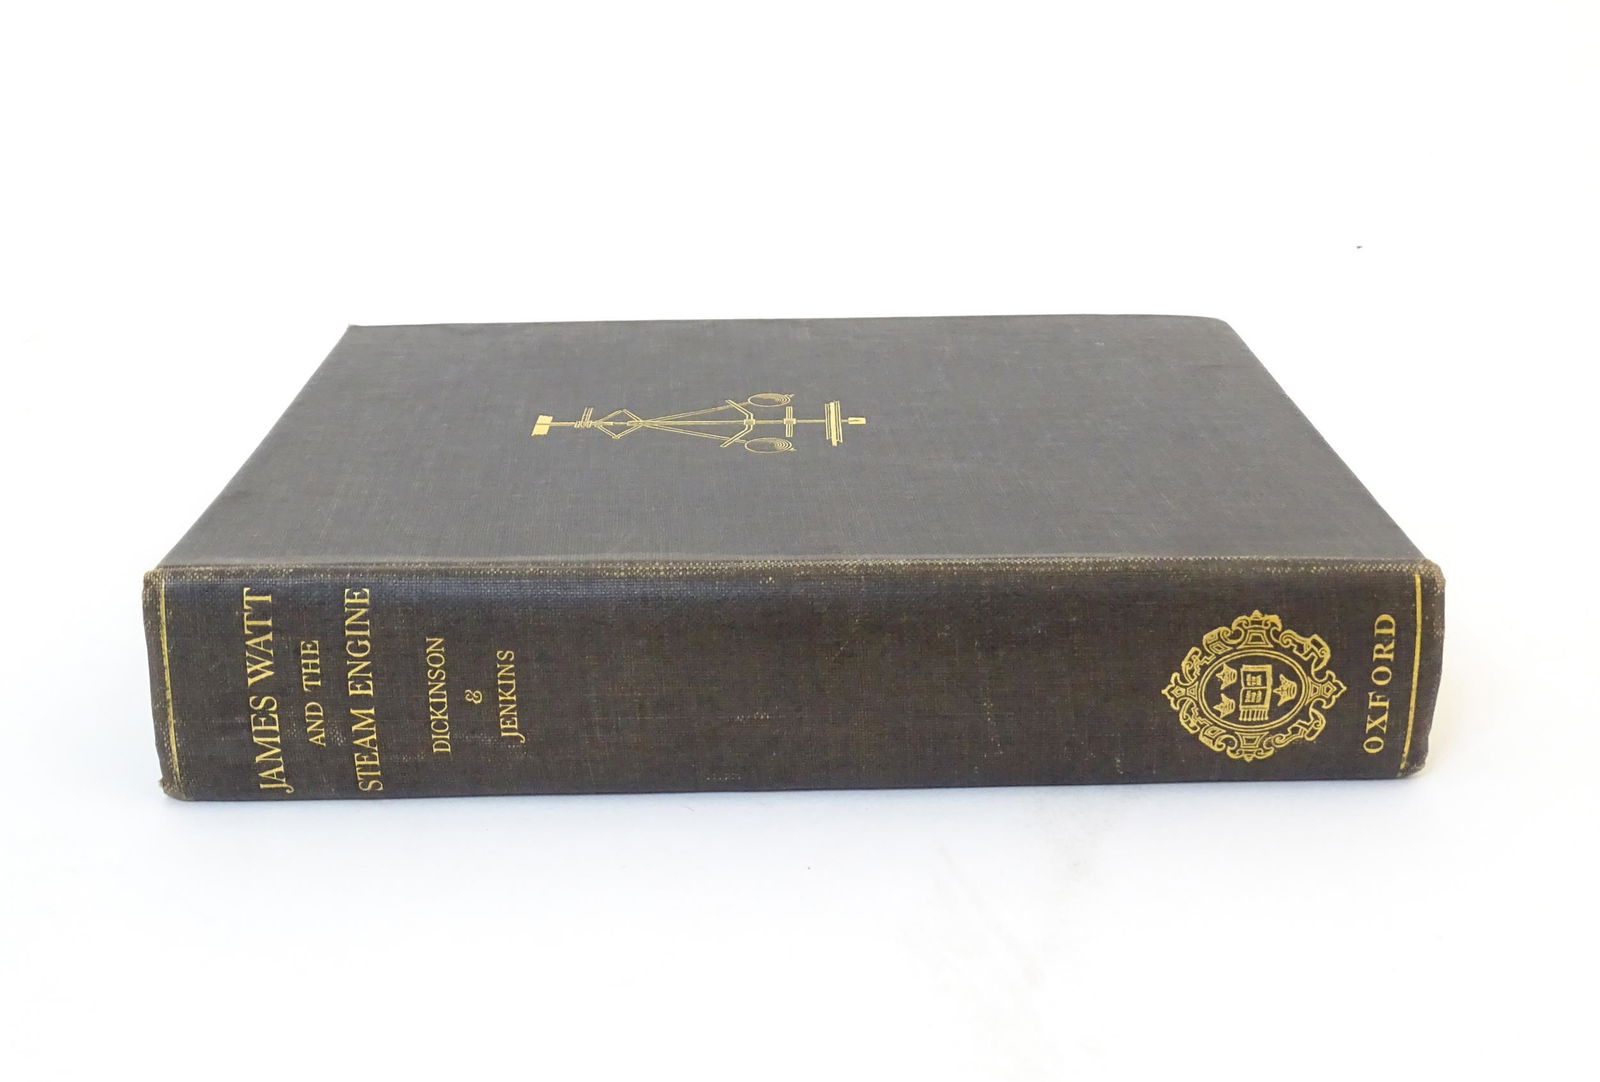 JAMES WATT
AND THE
STEAM ENGINE
DICKINSON
&
JENKINS
OXFORD